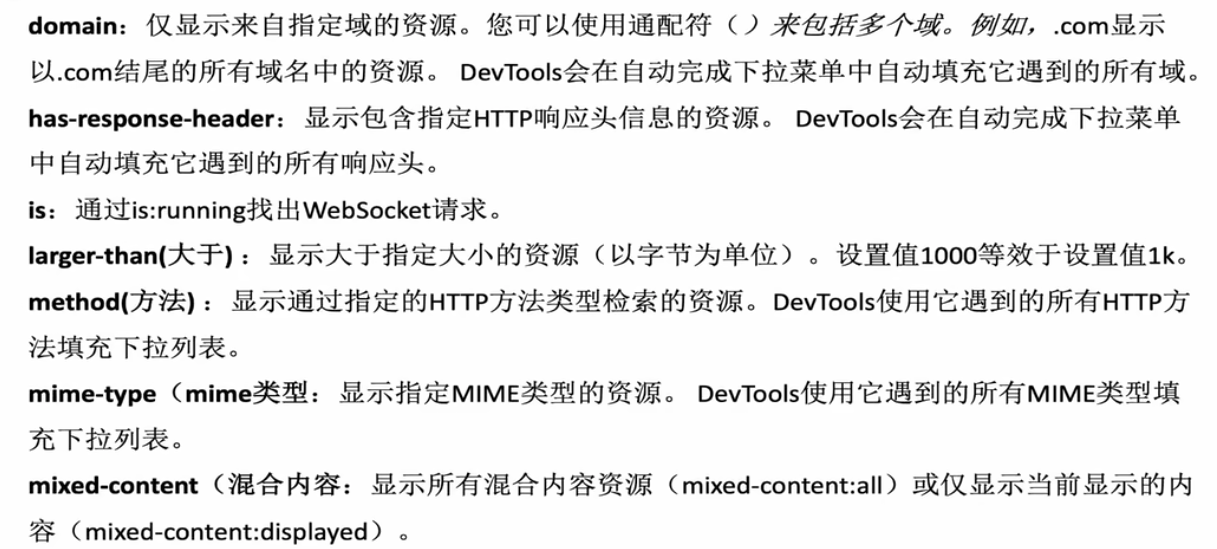 domain：仅显示来自指定域的资源。您可以使用通配符（）来包括多个域。例如，.com显示
以.com结尾的所有域名中的资源。 DevTools会在自动完成下拉菜单中自动填充它遇到的所有域。
has-response-header：显示包含指定HTTP响应头信息的资源。 DevTools会在自动完成下拉菜单
中自动填充它遇到的所有响应头。
is：通过is:running找出WebSocket请求。
larger-than(大于)：显示大于指定大小的资源（以字节为单位）。设置值1000等效于设置值1k。
method(方法)：显示通过指定的HTTP方法类型检索的资源。DevTools使用它遇到的所有HTTP方
法填充下拉列表。
mime-type（mime类型：显示指定MIME类型的资源。 DevTools使用它遇到的所有MIME类型填
充下拉列表。
mixed-content（混合内容：显示所有混合内容资源（mixed-content:all）或仅显示当前显示的内
容（mixed-content:displayed）。